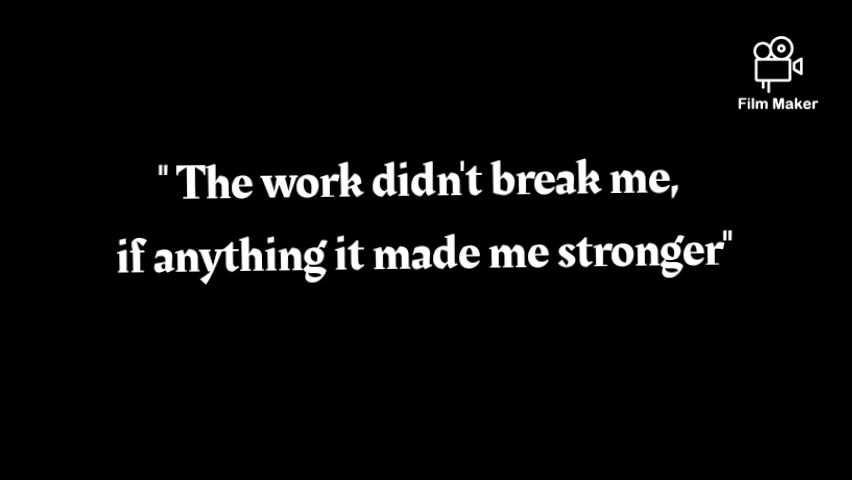 Film Maker
" The work didn't break me,
if anything it made me stronger"